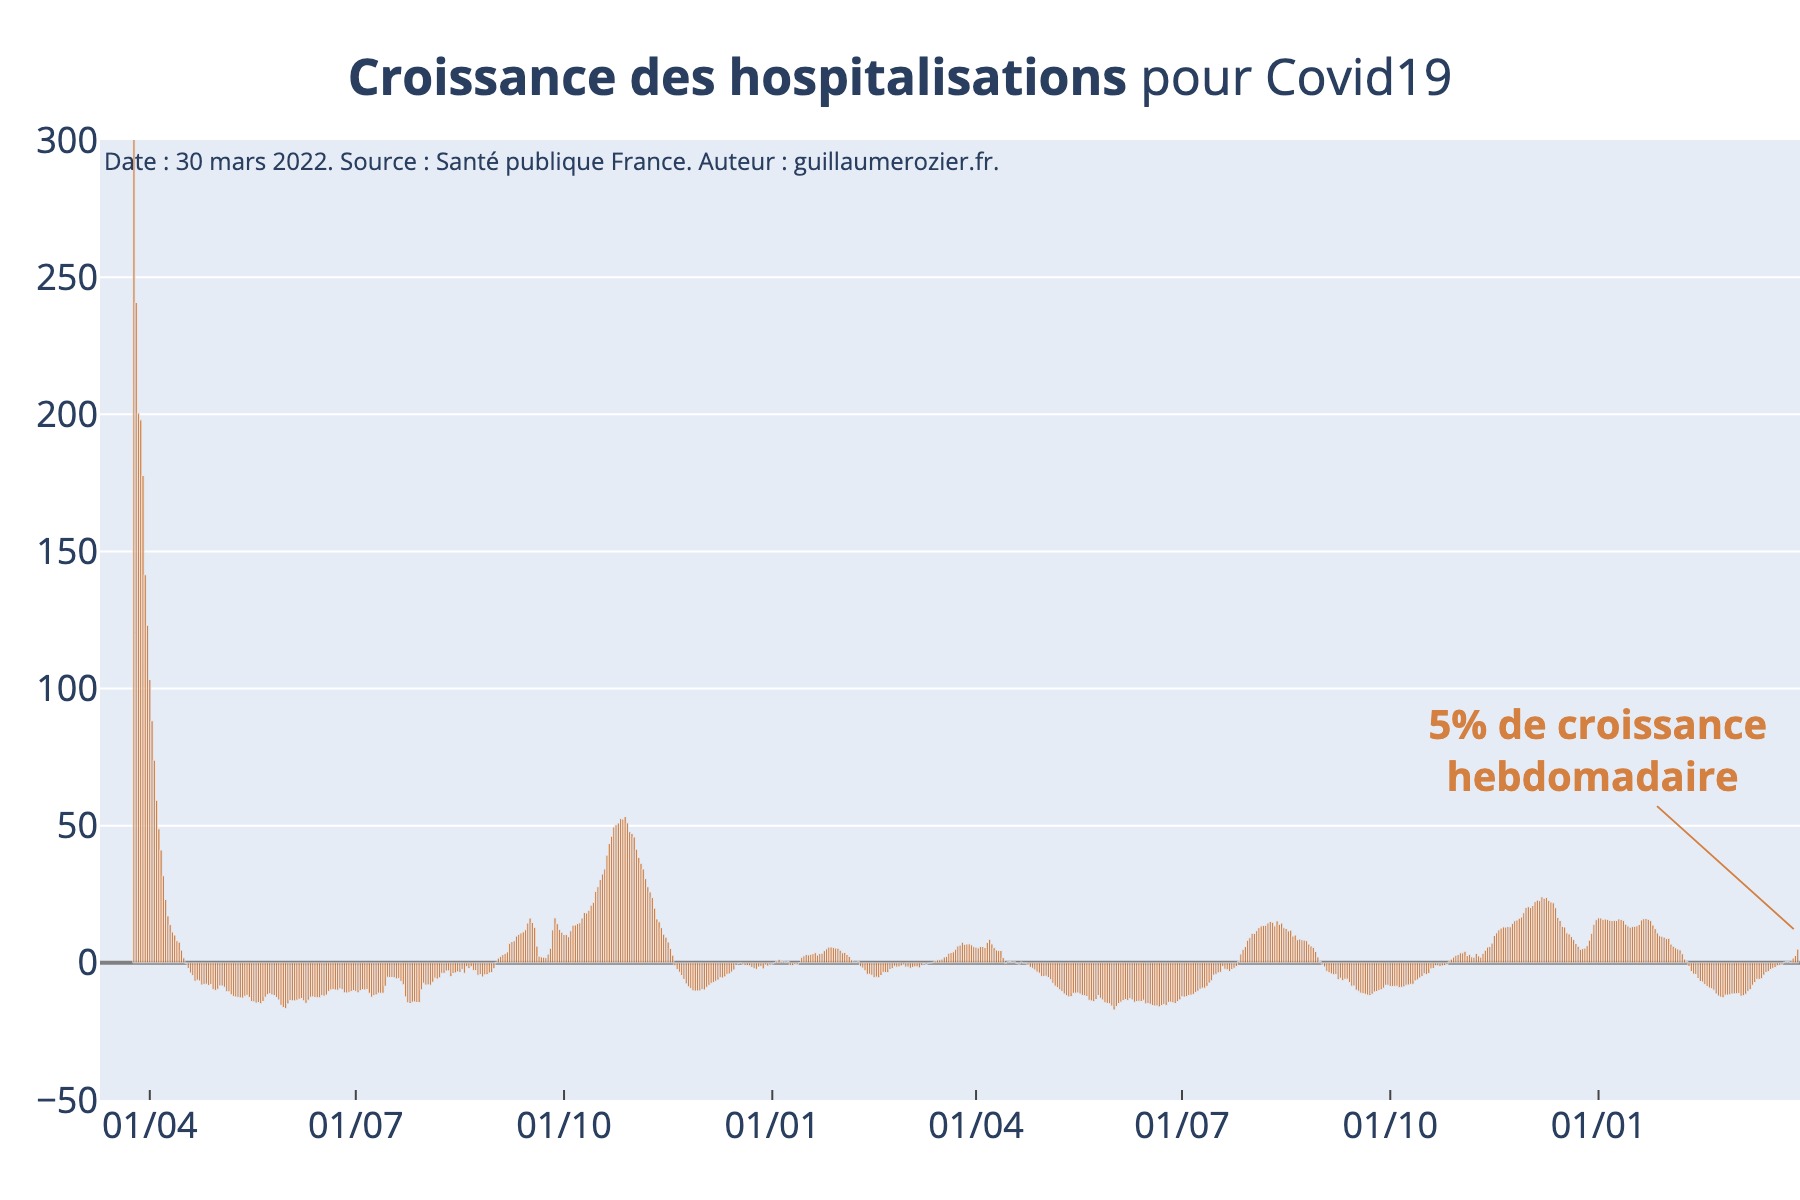 Croissance des hospitalisations pour Covid19
300
Date : 30 mars 2022. Source : Santé publique France. Auteur : guillaumerozier.fr.
250
200
150
100
5% de croissance
hebdomadaire
50
0
−50
01/04 01/07 01/10 01/01 01/04 01/07 01/10 01/01